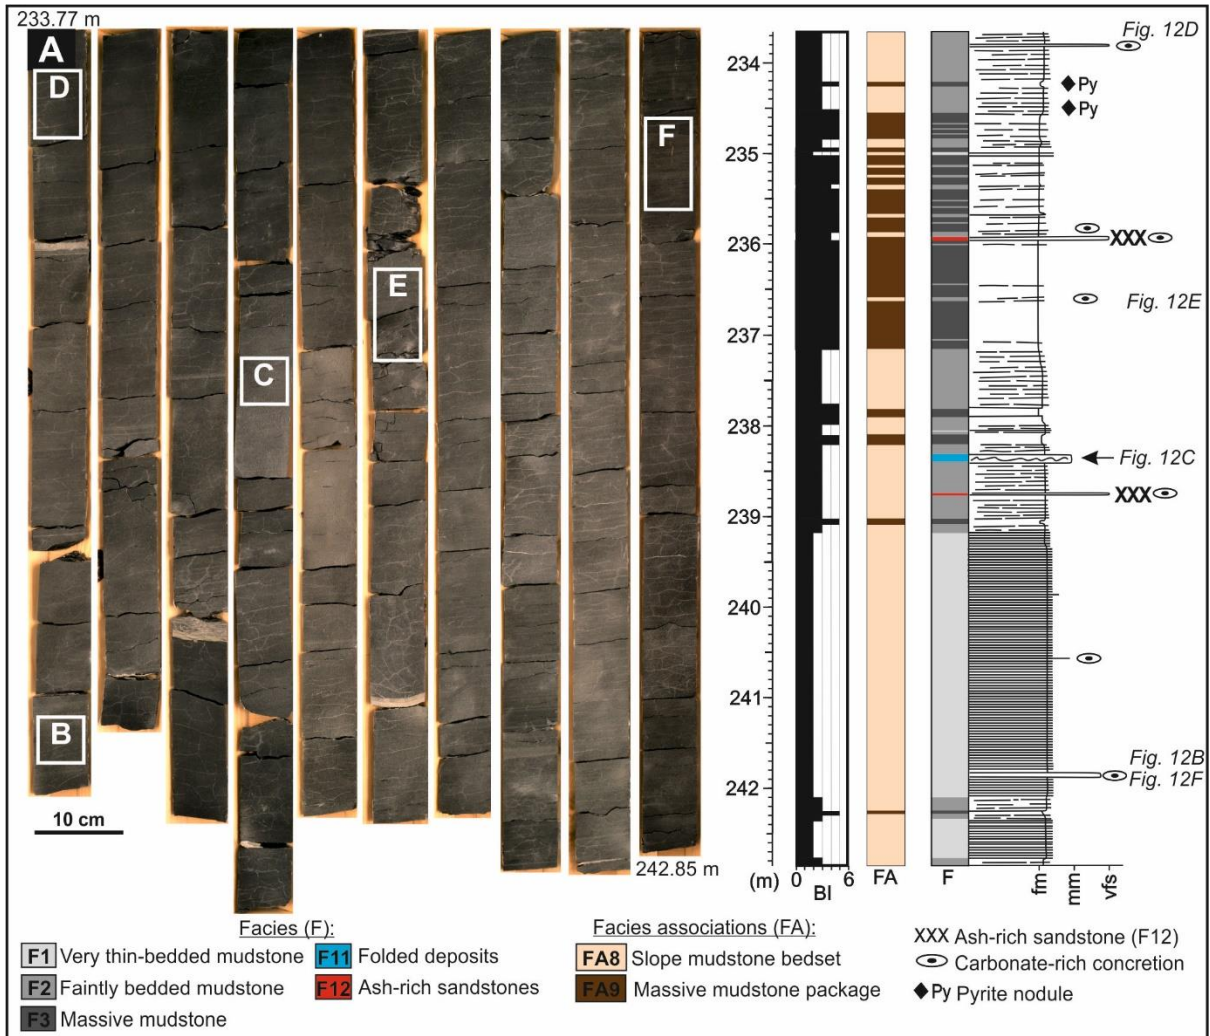 233.77 m
A
D
B
C
E
F
10 cm
242.85 m
234
235
236
237
238
239
240
241
242
(m)
0
6
BI
FA
F
fm
mm
vfs
Fig. 12D
Py
Py
XXX
Fig. 12E
Fig. 12C
XXX
Fig. 12B
Fig. 12F
Facies (F):
F1 Very thin-bedded mudstone
F2 Faintly bedded mudstone
F3 Massive mudstone
F11 Folded deposits
F12 Ash-rich sandstones
Facies associations (FA):
FA8 Slope mudstone bedset
FA9 Massive mudstone package
XXX Ash-rich sandstone (F12)
Carbonate-rich concretion
Py Pyrite nodule